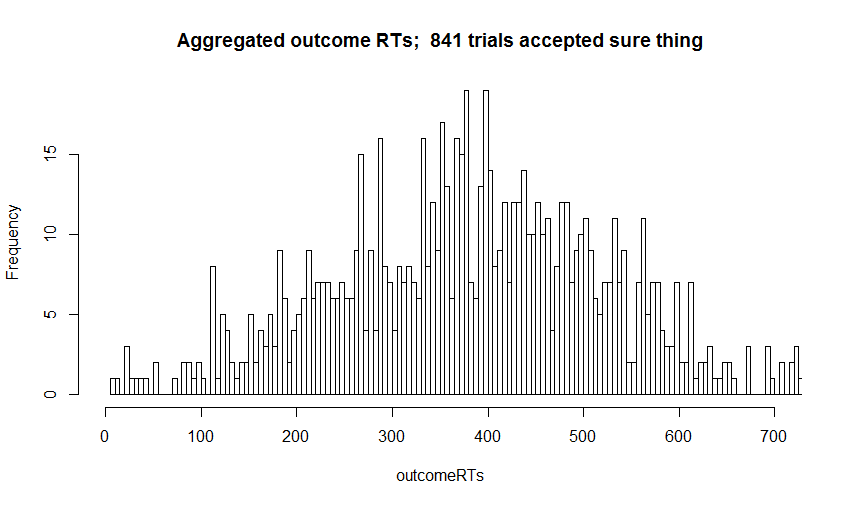 Aggregated outcome RTs;  841 trials accepted sure thing
Frequency
15
10
5
0
0 100 200 300 400 500 600 700
outcomeRTs